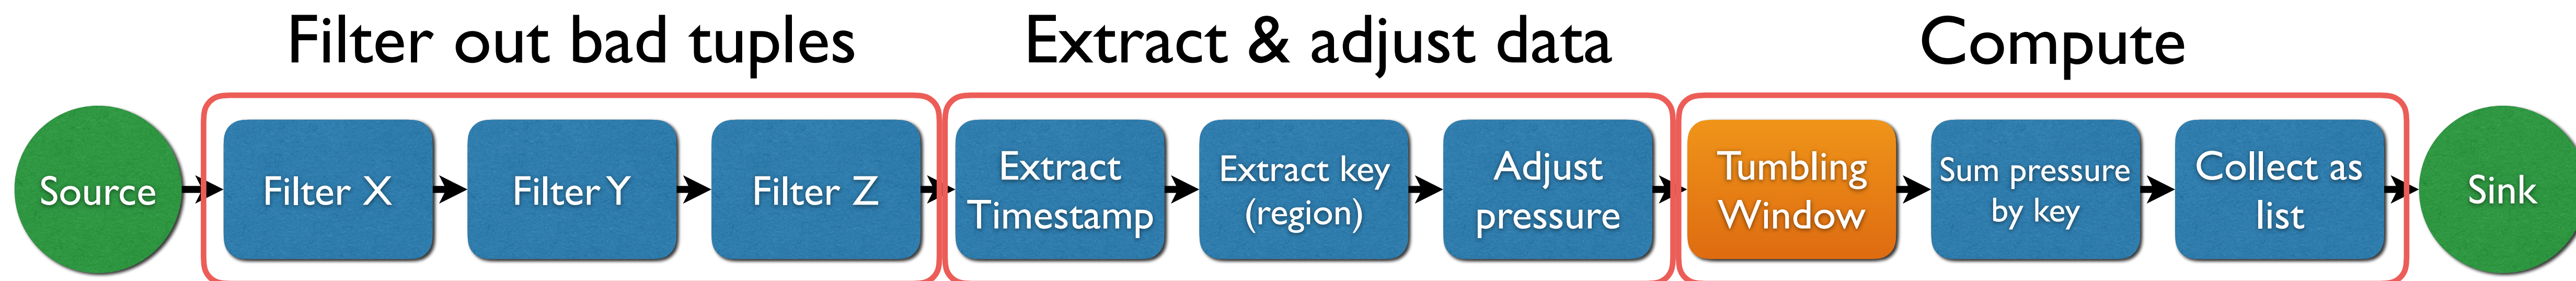 Filter out bad tuples
Extract & adjust data
Compute
Source
Filter X
Filter Y
Filter Z
Extract
Timestamp
Extract key
(region)
Adjust
pressure
Tumbling
Window
Sum pressure
by key
Collect as
list
Sink